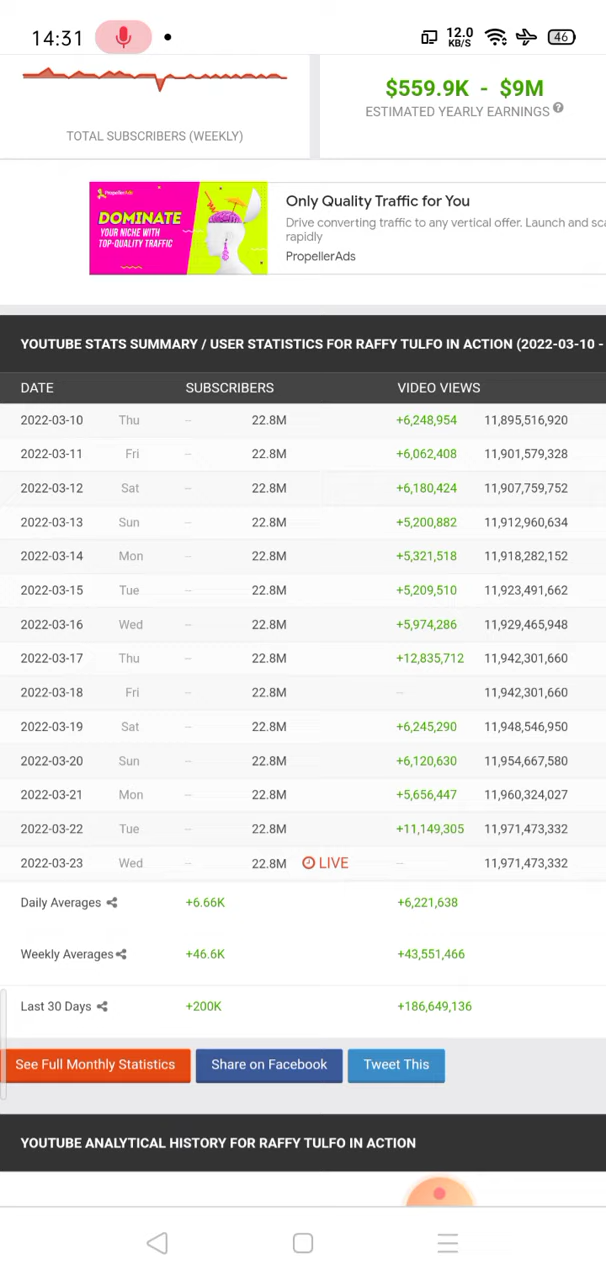 14:31 12.0 KB/S 46
$559.9K - $9M
ESTIMATED YEARLY EARNINGS ?
TOTAL SUBSCRIBERS (WEEKLY)
PropellerAds
DOMINATE
YOUR NICHE WITH
TOP-QUALITY TRAFFIC
Only Quality Traffic for You
Drive converting traffic to any vertical offer. Launch and sca
rapidly
PropellerAds
YOUTUBE STATS SUMMARY / USER STATISTICS FOR RAFFY TULFO IN ACTION (2022-03-10 -
DATE SUBSCRIBERS VIDEO VIEWS
2022-03-10 Thu -- 22.8M +6,248,954 11,895,516,920
2022-03-11 Fri -- 22.8M +6,062,408 11,901,579,328
2022-03-12 Sat -- 22.8M +6,180,424 11,907,759,752
2022-03-13 Sun -- 22.8M +5,200,882 11,912,960,634
2022-03-14 Mon -- 22.8M +5,321,518 11,918,282,152
2022-03-15 Tue -- 22.8M +5,209,510 11,923,491,662
2022-03-16 Wed -- 22.8M +5,974,286 11,929,465,948
2022-03-17 Thu -- 22.8M +12,835,712 11,942,301,660
2022-03-18 Fri -- 22.8M -- 11,942,301,660
2022-03-19 Sat -- 22.8M +6,245,290 11,948,546,950
2022-03-20 Sun -- 22.8M +6,120,630 11,954,667,580
2022-03-21 Mon -- 22.8M +5,656,447 11,960,324,027
2022-03-22 Tue -- 22.8M +11,149,305 11,971,473,332
2022-03-23 Wed -- 22.8M LIVE -- 11,971,473,332
Daily Averages +6.66K +6,221,638
Weekly Averages +46.6K +43,551,466
Last 30 Days +200K +186,649,136
See Full Monthly Statistics Share on Facebook Tweet This
YOUTUBE ANALYTICAL HISTORY FOR RAFFY TULFO IN ACTION